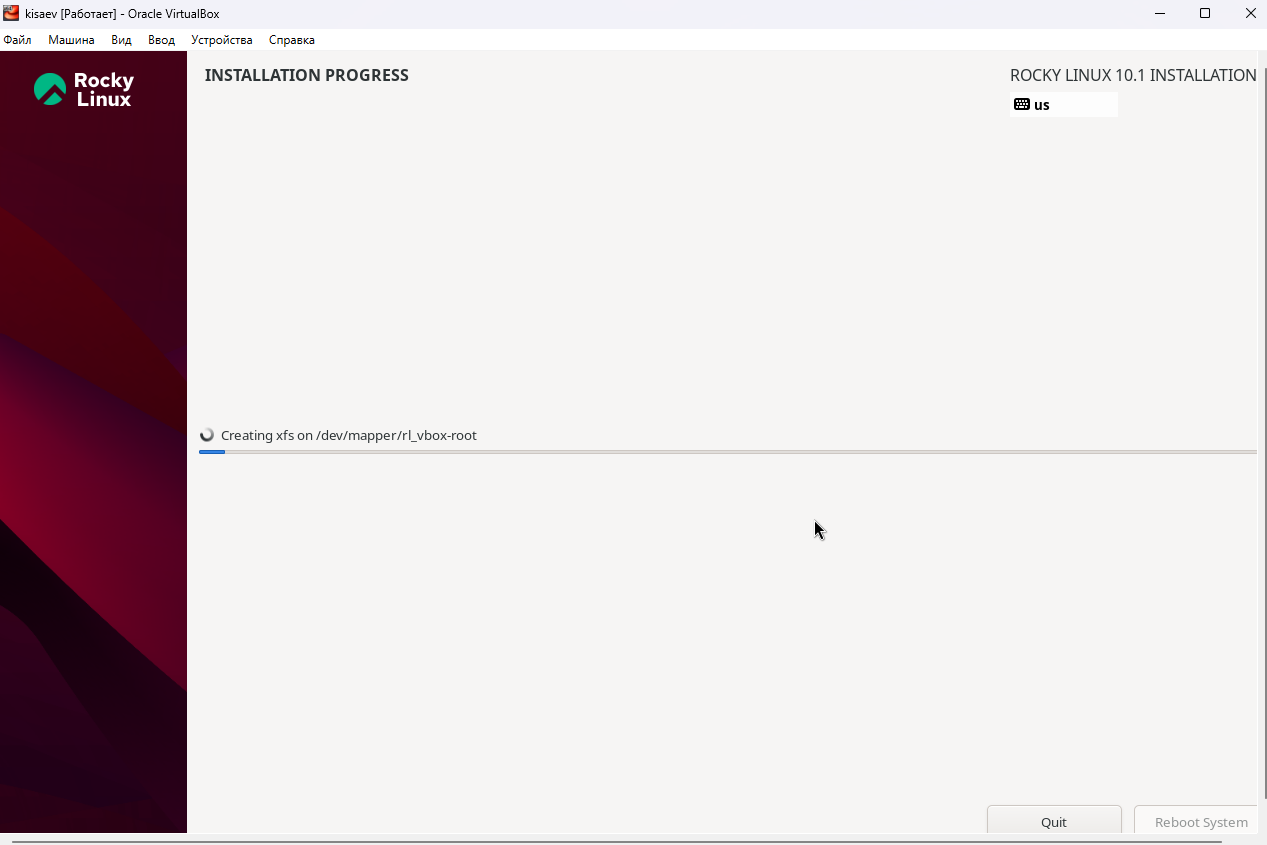 kisaev [Работает] - Oracle VirtualBox
Файл Машина Вид Ввод Устройства Справка
Rocky
Linux
INSTALLATION PROGRESS
ROCKY LINUX 10.1 INSTALLATION
us
Creating xfs on /dev/mapper/rl_vbox-root
Quit
Reboot System